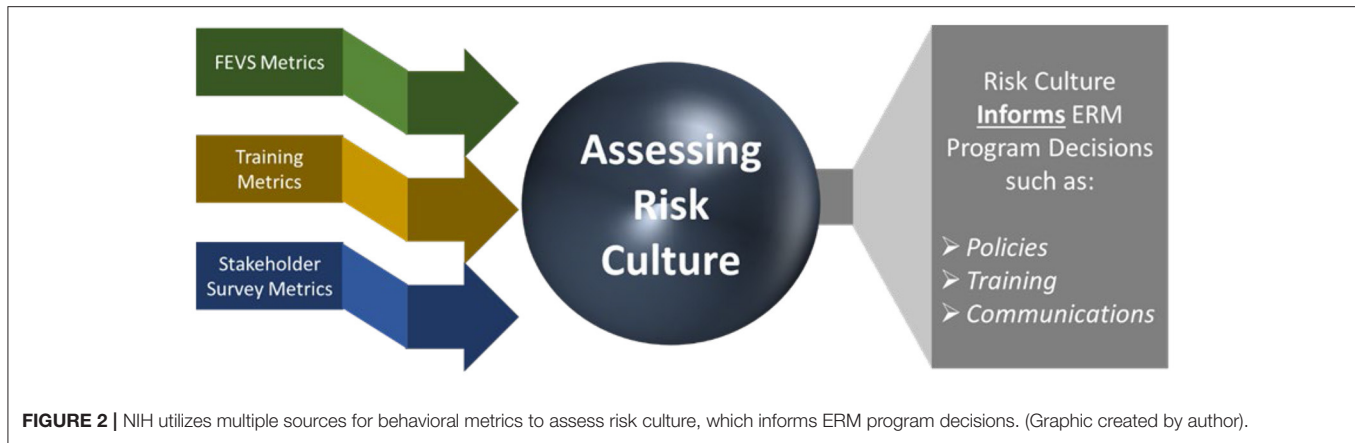 FEVS Metrics
Training
Metrics
Stakeholder
Survey Metrics
Assessing
Risk
Culture
Risk Culture
Informs ERM
Program Decisions
such as:
➢ Policies
➢ Training
➢ Communications
FIGURE 2 | NIH utilizes multiple sources for behavioral metrics to assess risk culture, which informs ERM program decisions. (Graphic created by author).